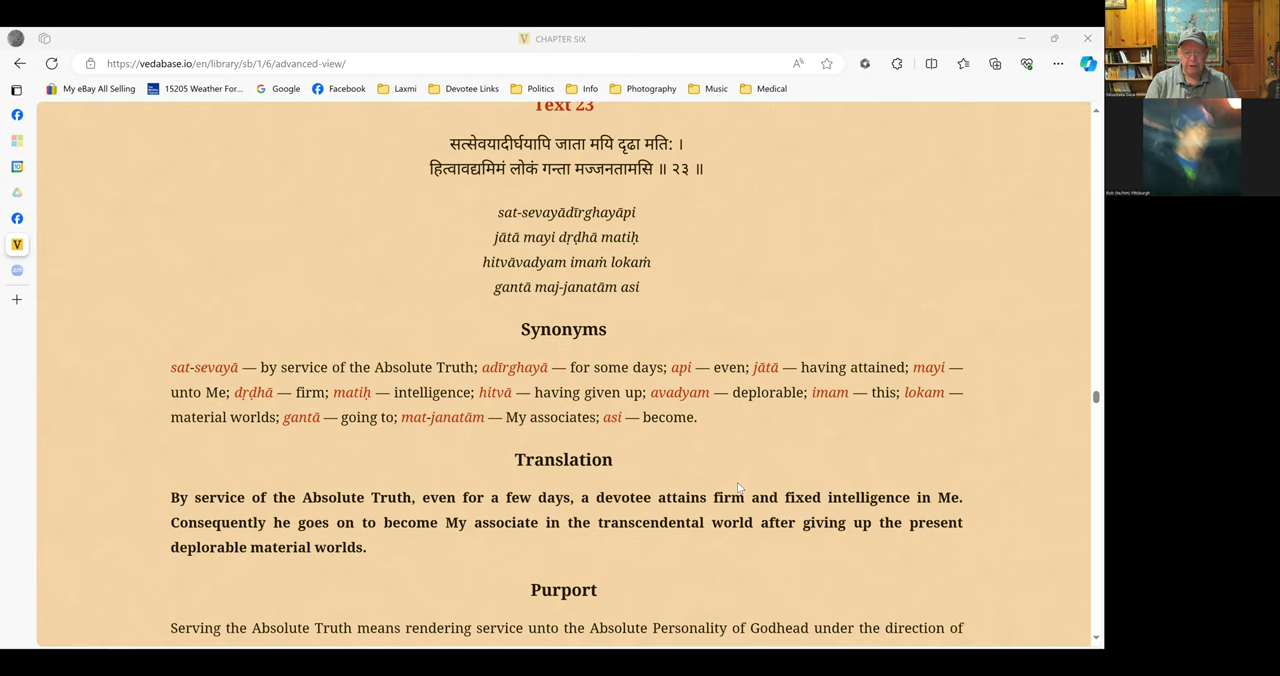 CHAPTER SIX
https://vedabase.io/en/library/sb/1/6/advanced-view/
My eBay All Selling
15205 Weather For...
Google
Facebook
Laxmi
Devotee Links
Politics
Info
Photography
Music
Medical
Text 23
सत्सेवयादीर्घयापि जाता मयि दृढा मति: ।
हित्वावद्यमिमं लोकं गन्ता मज्जनतामसि ॥ २३ ॥
sat-sevayādīrghayāpi
jātā mayi dṛḍhā matiḥ
hitvāvadyam imaṁ lokaṁ
gantā maj-janatām asi
Synonyms
sat-sevayā — by service of the Absolute Truth; adīrghayā — for some days; api — even; jātā — having attained; mayi —
unto Me; dṛḍhā — firm; matiḥ — intelligence; hitvā — having given up; avadyam — deplorable; imam — this; lokam —
material worlds; gantā — going to; mat-janatām — My associates; asi — become.
Translation
By service of the Absolute Truth, even for a few days, a devotee attains firm and fixed intelligence in Me.
Consequently he goes on to become My associate in the transcendental world after giving up the present
deplorable material worlds.
Purport
Serving the Absolute Truth means rendering service unto the Absolute Personality of Godhead under the direction of